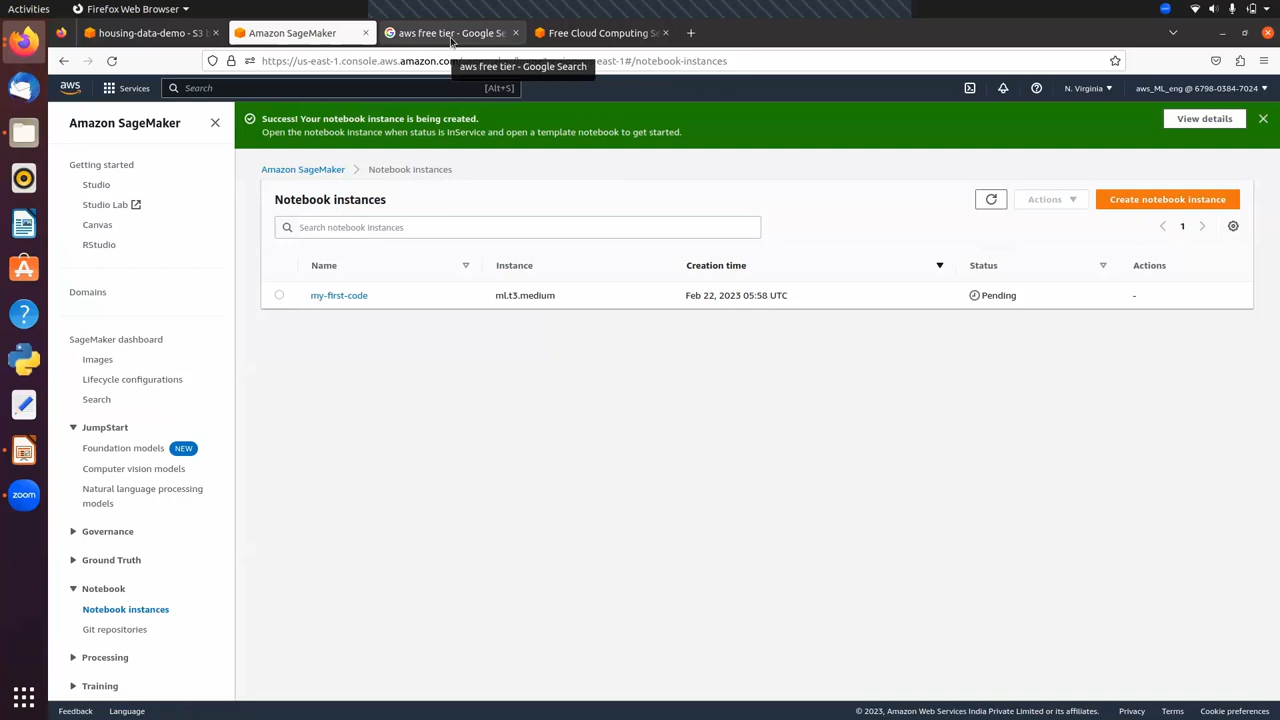 Activities
Firefox Web Browser
housing-data-demo - S3 b
Amazon SageMaker
aws free tier - Google Se
Free Cloud Computing Se
https://us-east-1.console.aws.amazon.com
east-1#/notebook-instances
aws free tier - Google Search
aws
Services
Search
[Alt+S]
N. Virginia
aws_ML_eng @ 6798-0384-7024
Amazon SageMaker
Getting started
Studio
Studio Lab
Canvas
RStudio
Domains
SageMaker dashboard
Images
Lifecycle configurations
Search
JumpStart
Foundation models NEW
Computer vision models
Natural language processing
models
Governance
Ground Truth
Notebook
Notebook instances
Git repositories
Processing
Training
Success! Your notebook instance is being created.
Open the notebook instance when status is InService and open a template notebook to get started.
View details
Amazon SageMaker
Notebook instances
Notebook instances
Actions
Create notebook instance
Search notebook instances
1
Name
Instance
Creation time
Status
Actions
my-first-code
ml.t3.medium
Feb 22, 2023 05:58 UTC
Pending
-
zoom
Feedback
Language
© 2023, Amazon Web Services India Private Limited or its affiliates.
Privacy
Terms
Cookie preferences